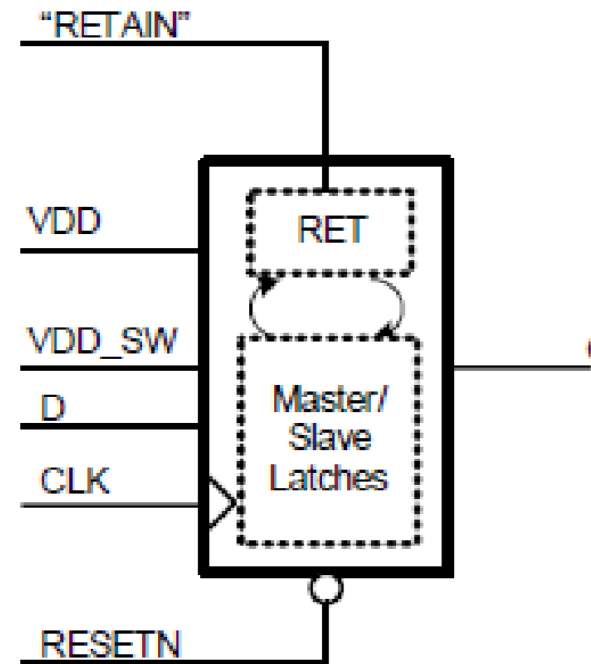 "RETAIN"
VDD
RET
VDD_SW
D
Master/
Slave
Latches
CLK
RESETN